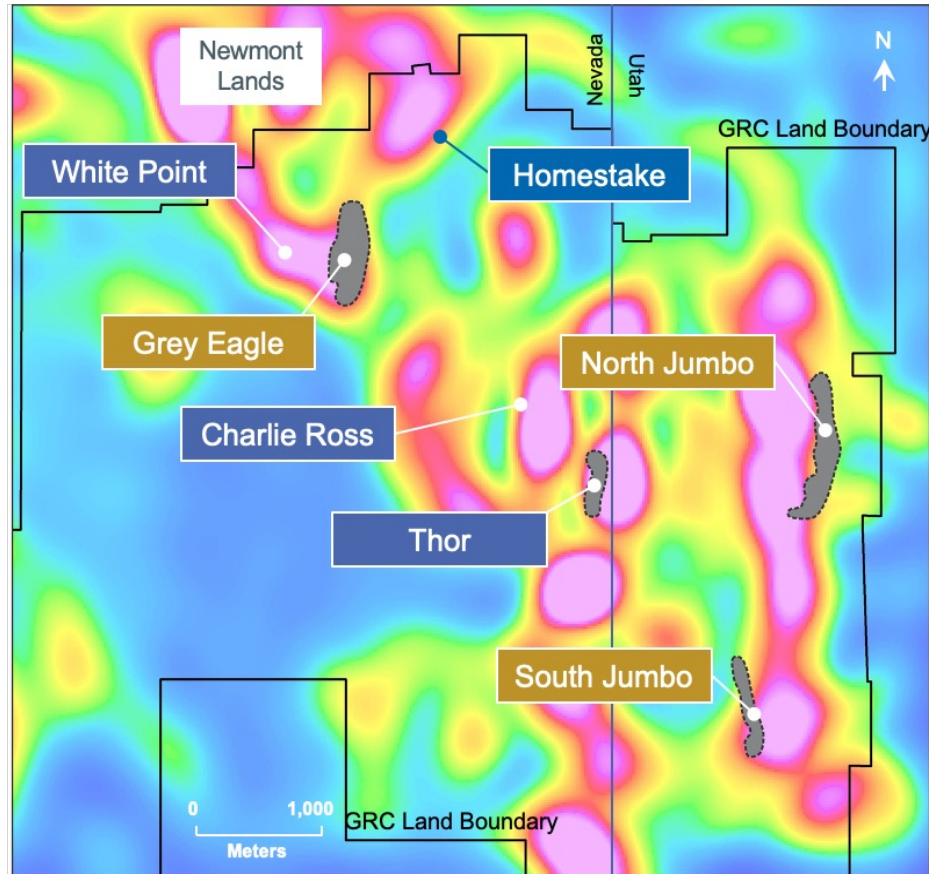 Newmont
Lands
Nevada
Utah
N
GRC Land Boundary
White Point
Homestake
Grey Eagle
North Jumbo
Charlie Ross
Thor
South Jumbo
0 1,000
Meters
GRC Land Boundary